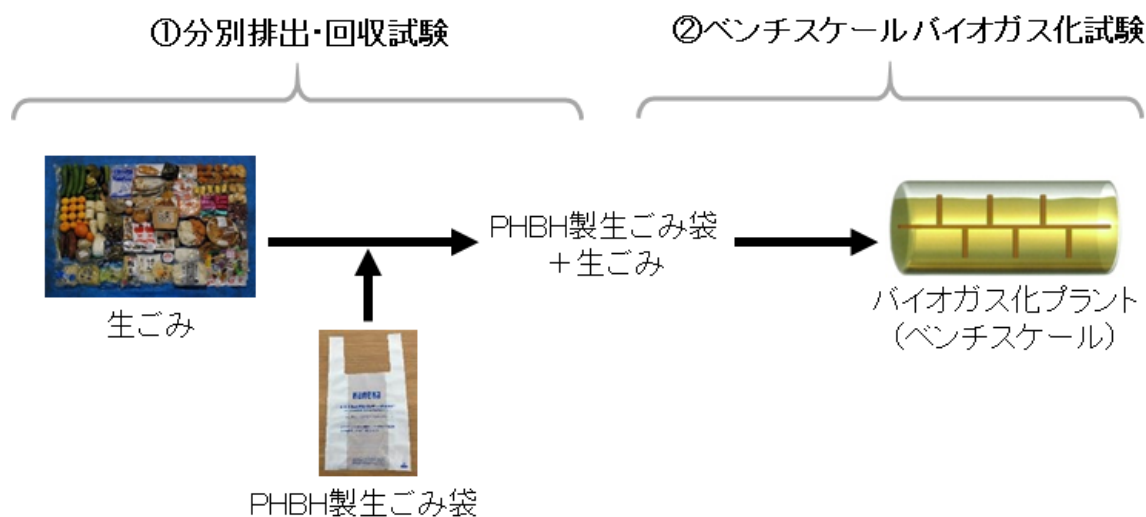 ①分別排出・回収試験
②ベンチスケール バイオガス化試験
生ごみ
PHBH製生ごみ袋
+生ごみ
バイオガス化プラント
(ベンチスケール)
KANEKA
PHBH製生ごみ袋